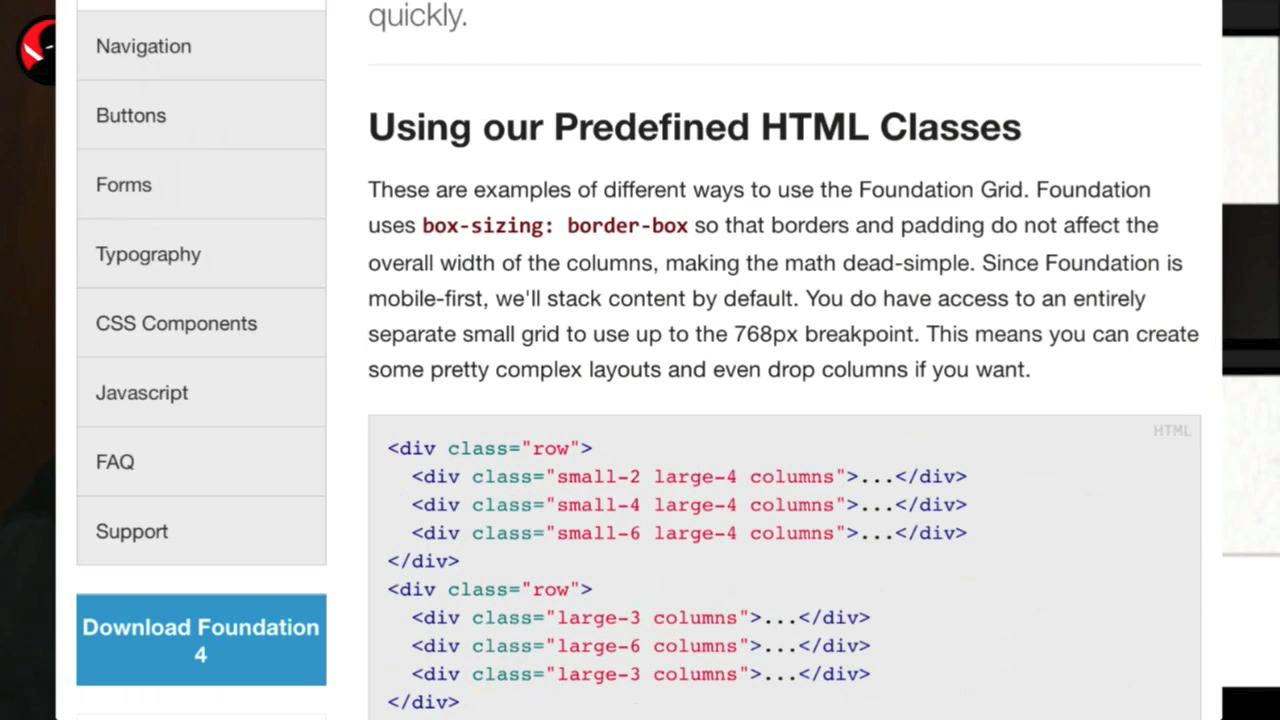 quickly.
Navigation
Buttons
Forms
Typography
CSS Components
Javascript
FAQ
Support
Download Foundation
4
Using our Predefined HTML Classes
These are examples of different ways to use the Foundation Grid. Foundation
uses box-sizing: border-box so that borders and padding do not affect the
overall width of the columns, making the math dead-simple. Since Foundation is
mobile-first, we'll stack content by default. You do have access to an entirely
separate small grid to use up to the 768px breakpoint. This means you can create
some pretty complex layouts and even drop columns if you want.
HTML
<div class="row">
  <div class="small-2 large-4 columns">...</div>
  <div class="small-4 large-4 columns">...</div>
  <div class="small-6 large-4 columns">...</div>
</div>
<div class="row">
  <div class="large-3 columns">...</div>
  <div class="large-6 columns">...</div>
  <div class="large-3 columns">...</div>
</div>